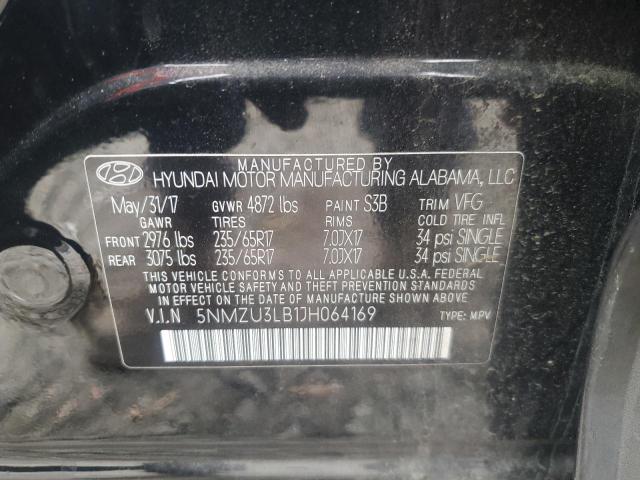 MANUFACTURED BY
HYUNDAI MOTOR MANUFACTURING ALABAMA, LLC
May/31/17 GVWR 4872 lbs PAINT S3B TRIM VFG
GAWR TIRES RIMS COLD TIRE INFL
FRONT 2976 lbs 235/65R17 7.0JX17 34 psi SINGLE
REAR 3075 lbs 235/65R17 7.0JX17 34 psi SINGLE
THIS VEHICLE CONFORMS TO ALL APPLICABLE U.S.A. FEDERAL
MOTOR VEHICLE SAFETY AND THEFT PREVENTION STANDARDS
IN EFFECT ON THE DATE OF MANUFACTURE SHOWN ABOVE.
V.I.N 5NMZU3LB1JH064169 TYPE: MPV